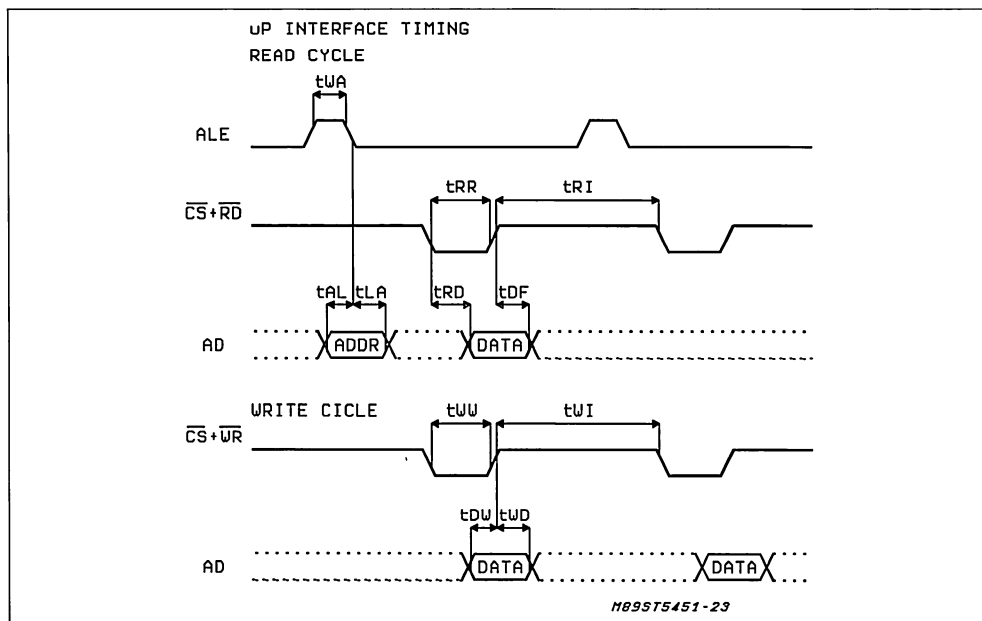 uP INTERFACE TIMING
READ CYCLE
tWA
ALE
tRR tRI
CS+RD
tAL tLA tRD tDF
AD ADDR DATA
WRITE CICLE tWW tWI
CS+WR
tDW tWD
AD DATA DATA
M89ST5451-23